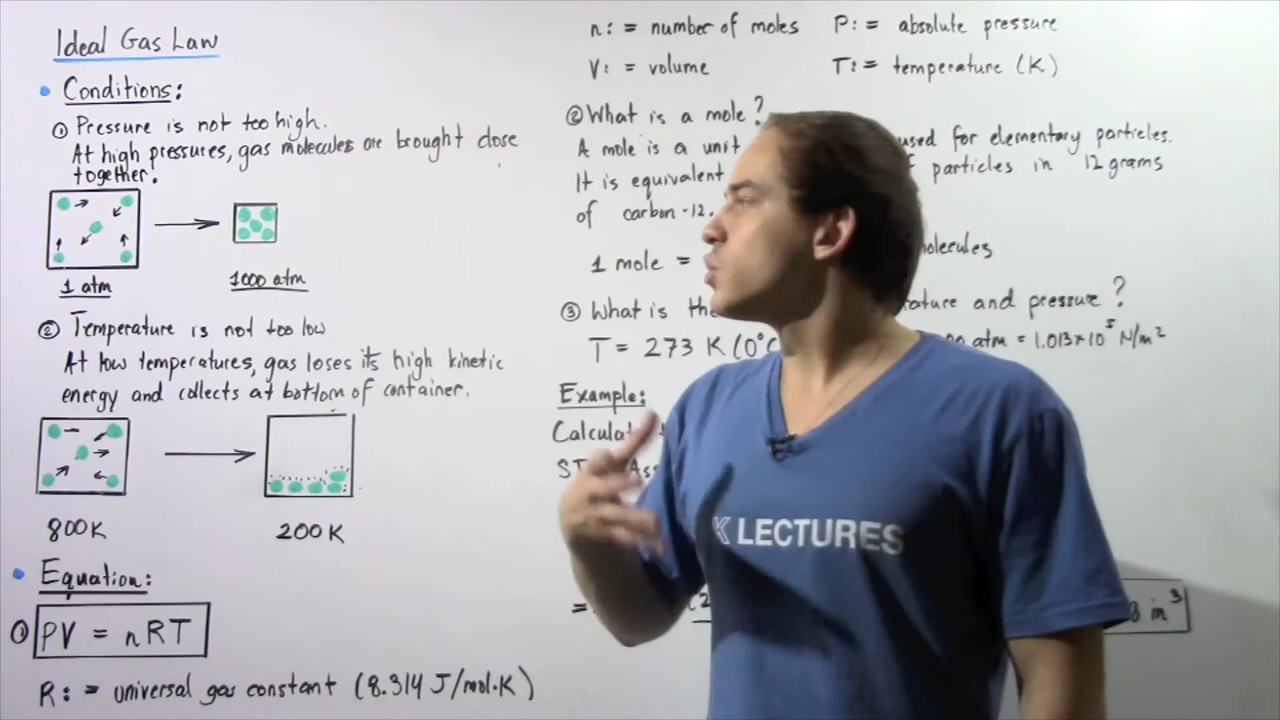 Ideal Gas Law
Conditions:
① Pressure is not too high.
At high pressures, gas molecules are brought close
together!
1 atm
1000 atm
② Temperature is not too low
At low temperatures, gas loses its high kinetic
energy and collects at bottom of container.
800K
200K
Equation:
① PV = nRT
R: = universal gas constant (8.314 J/mol·K)
n: = number of moles P: = absolute pressure
V: = volume T: = temperature (K)
② What is a mole?
A mole is a unit used for elementary particles.
It is equivalent particles in 12 grams
of carbon-12.
1 mole =
③ What is and pressure?
T = 273 K (0°C atm = 1.013×10⁵ N/m²
Example:
=
m³
K LECTURES